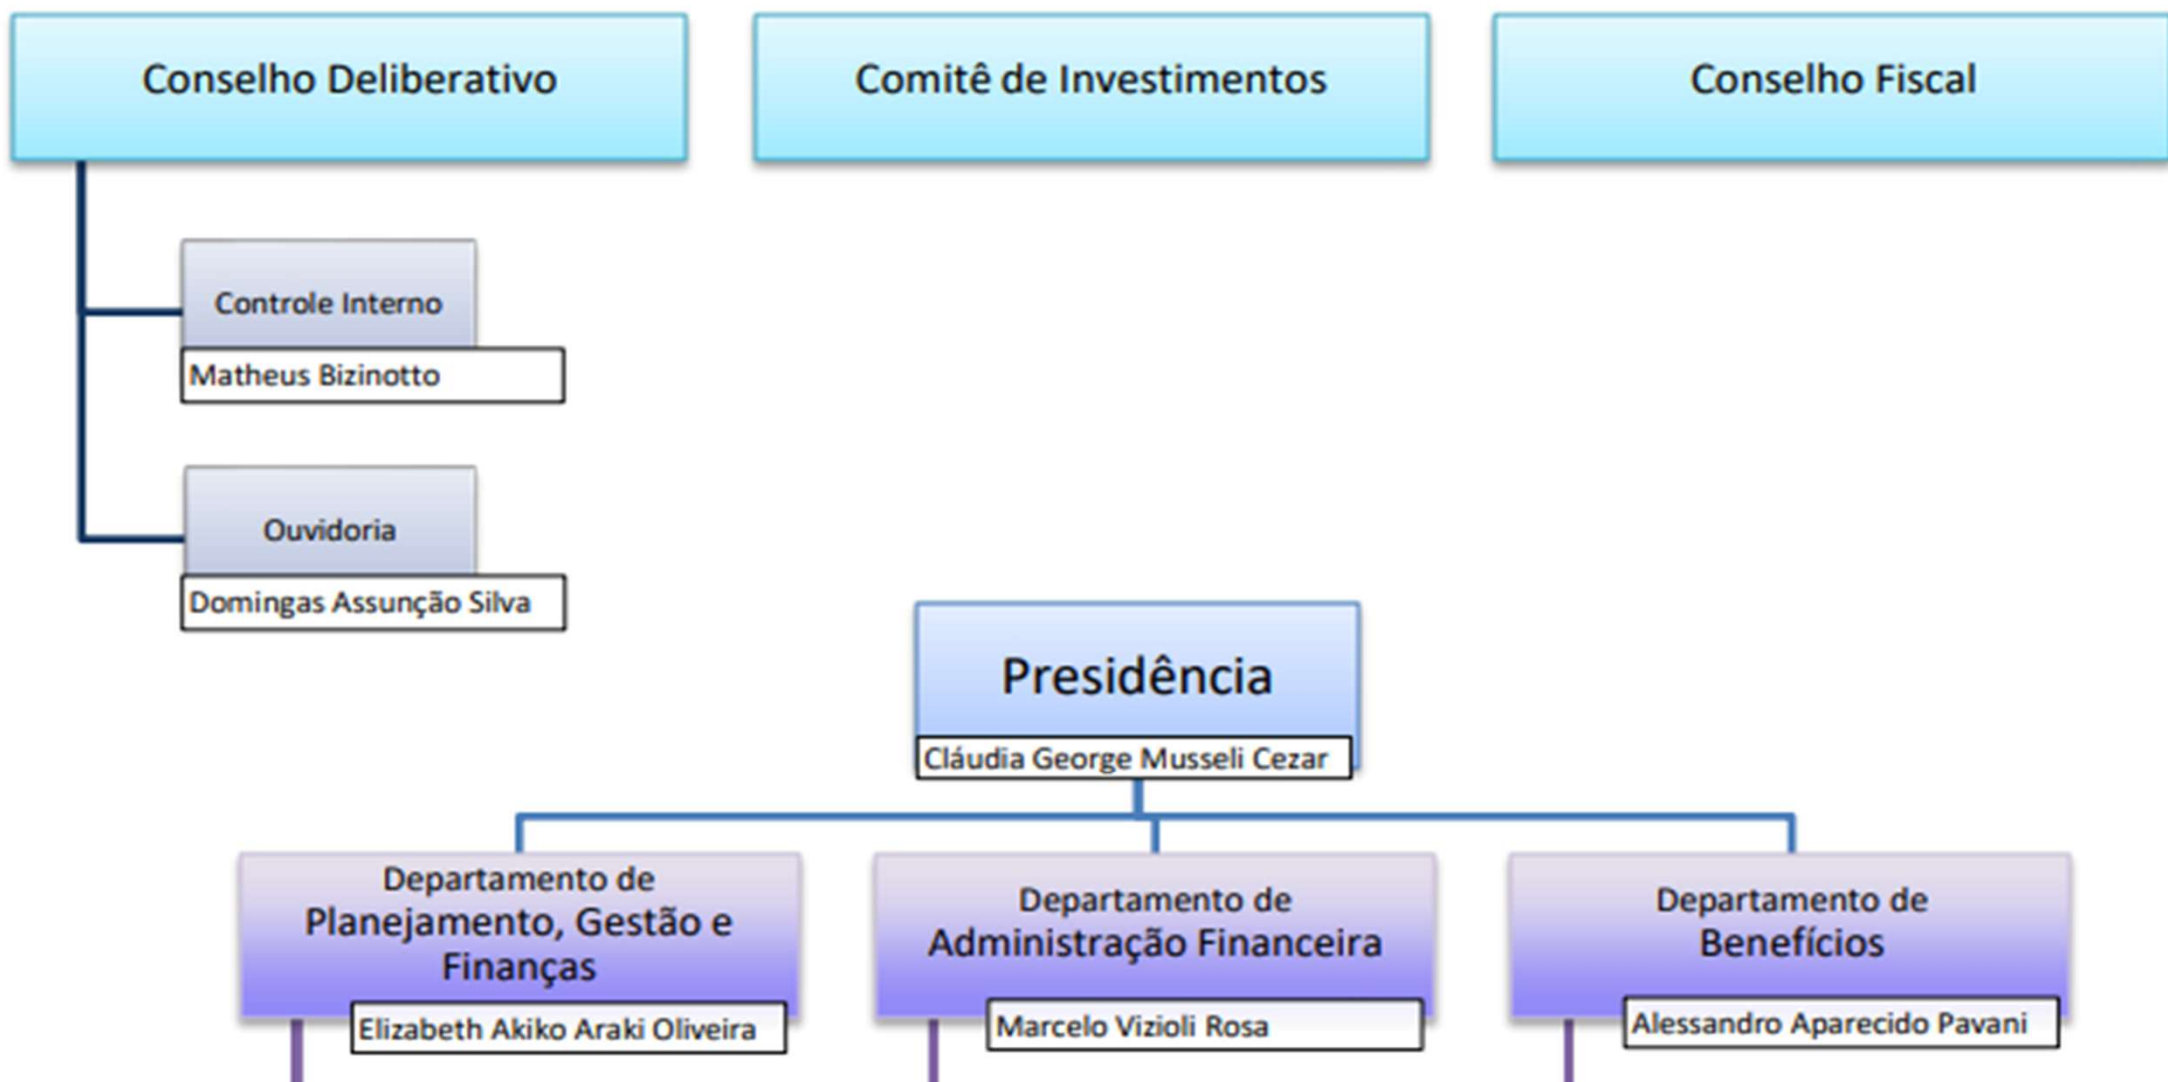 Conselho Deliberativo
Comitê de Investimentos
Conselho Fiscal
Controle Interno
Matheus Bizinotto
Ouvidoria
Domingas Assunção Silva
Presidência
Cláudia George Musseli Cezar
Departamento de
Planejamento, Gestão e
Finanças
Elizabeth Akiko Araki Oliveira
Departamento de
Administração Financeira
Marcelo Vizioli Rosa
Departamento de
Benefícios
Alessandro Aparecido Pavani